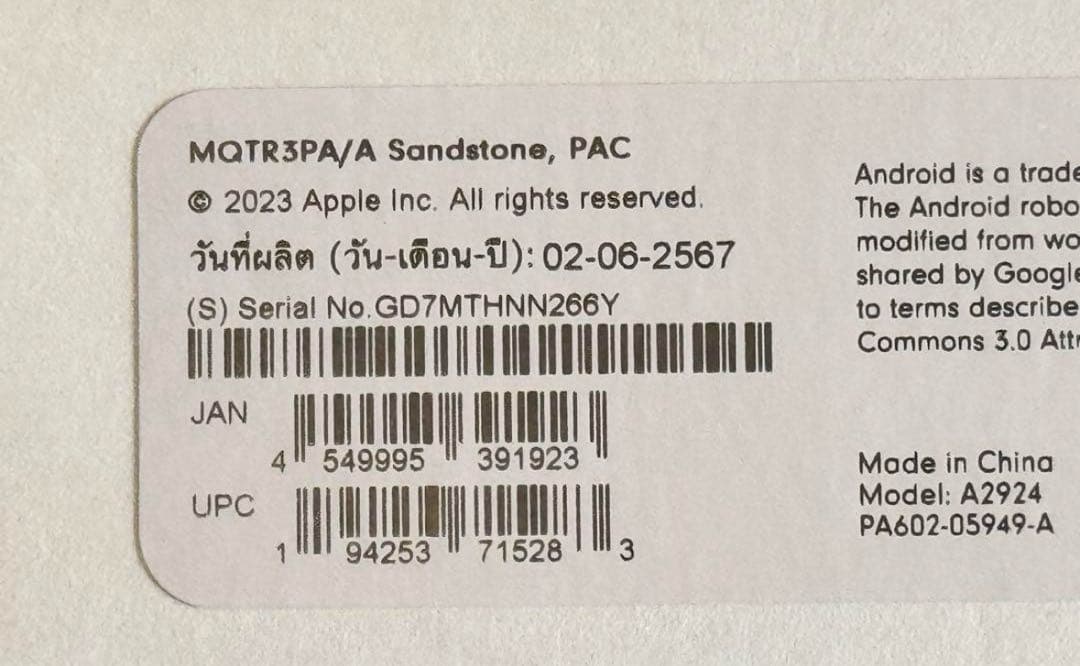 MQTR3PA/A Sandstone, PAC
© 2023 Apple Inc. All rights reserved.
วันที่ผลิต (วัน-เดือน-ปี): 02-06-2567
(S) Serial No.GD7MTHNN266Y
JAN
4 549995 391923
UPC
1 94253 71528 3
Android is a trade
The Android robo
modified from wo
shared by Google
to terms describe
Commons 3.0 Attr
Made in China
Model: A2924
PA602-05949-A